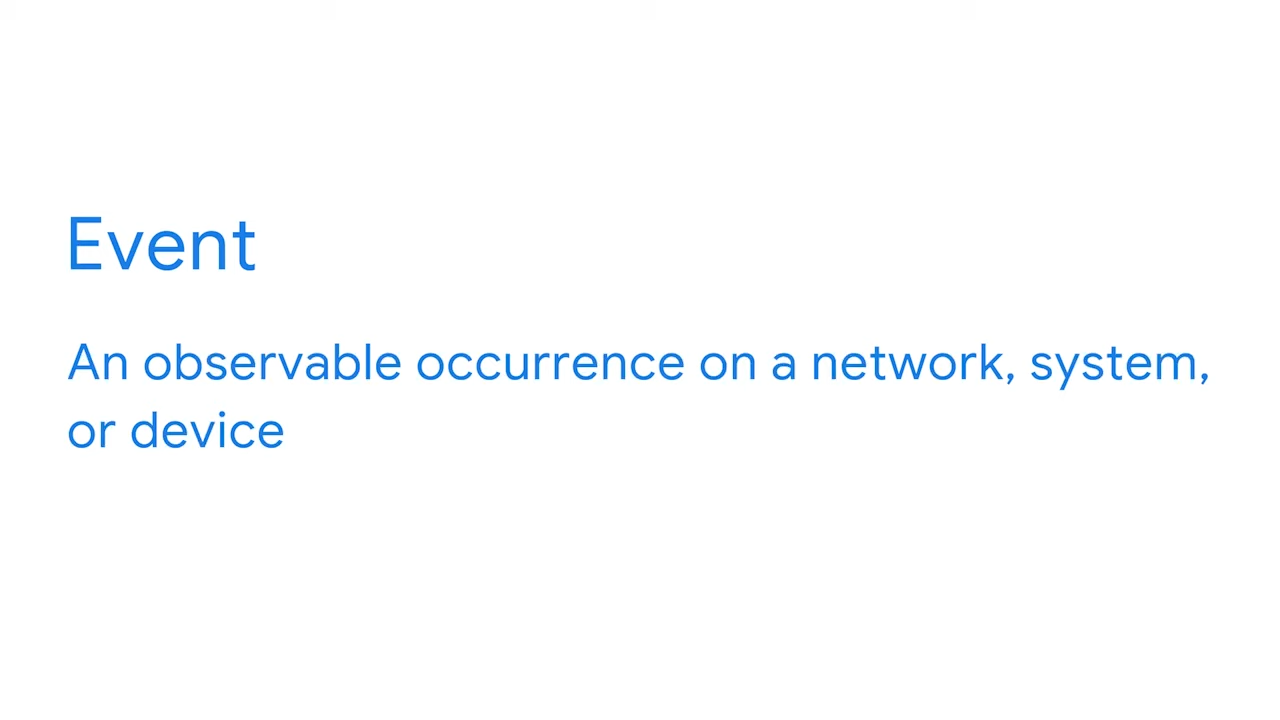 Event
An observable occurrence on a network, system,
or device